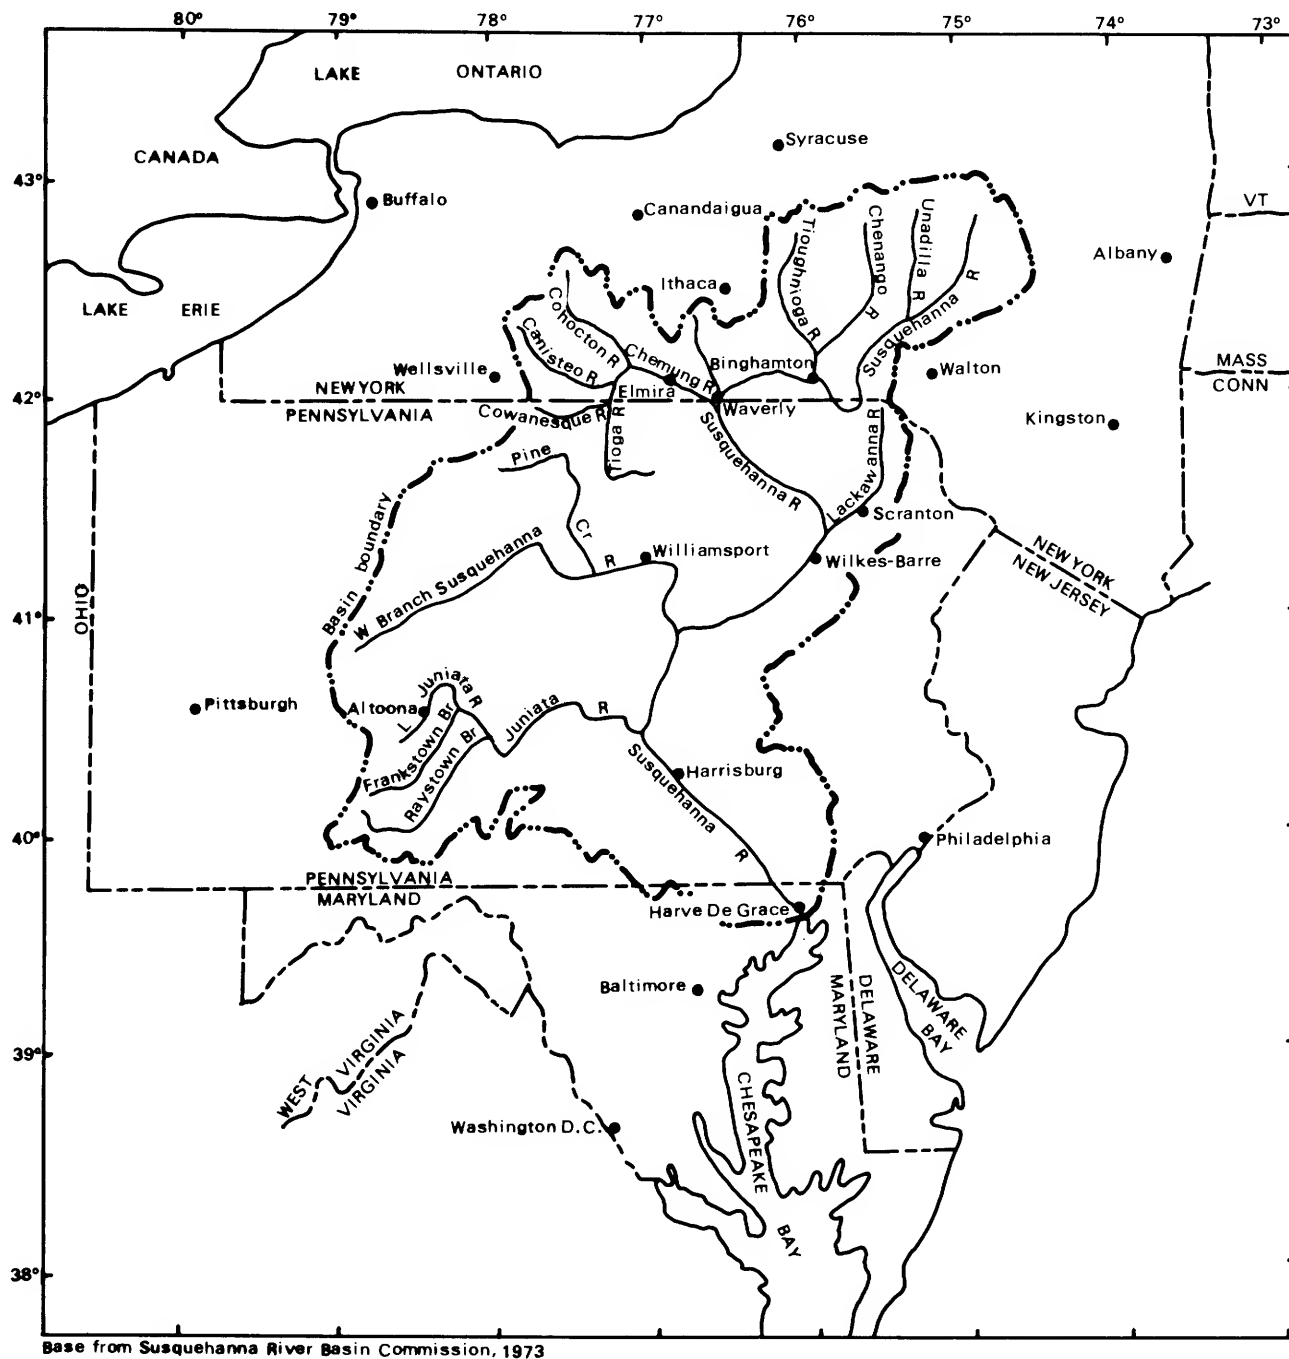 80° 79° 78° 77° 76° 75° 74° 73°
LAKE ONTARIO
Syracuse
CANADA
43°
Buffalo
Canandaigua
VT
Tioughnioga R
Chenango R
Unadilla R
Susquehanna R
Albany
Ithaca
LAKE ERIE
Cohocton R
Canisteo R
Chemung R
Binghamton
Wellsville
Walton
MASS
CONN
NEW YORK
PENNSYLVANIA
42°
Elmira
Waverly
Cowanesque R
Tioga R
Kingston
Susquehanna R
Lackawanna R
Pine Cr
Scranton
Basin boundary
W Branch Susquehanna R
Williamsport
Wilkes-Barre
NEW YORK
NEW JERSEY
OHIO
41°
Pittsburgh
L Juniata R
Altoona
Juniata R
Frankstown Br
Raystown Br
Susquehanna R
Harrisburg
40°
Philadelphia
PENNSYLVANIA
MARYLAND
Harve De Grace
Baltimore
DELAWARE
MARYLAND
DELAWARE BAY
39°
WEST VIRGINIA
VIRGINIA
CHESAPEAKE BAY
Washington D.C.
38°
Base from Susquehanna River Basin Commission, 1973